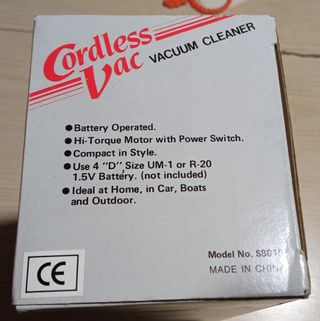 Cordless
Vac VACUUM CLEANER
● Battery Operated.
● Hi-Torque Motor with Power Switch.
● Compact in Style.
● Use 4 "D" Size UM-1 or R-20
1.5V Battery. (not included)
● Ideal at Home, in Car, Boats
and Outdoor.
Model No.
MADE IN CHINA
CE